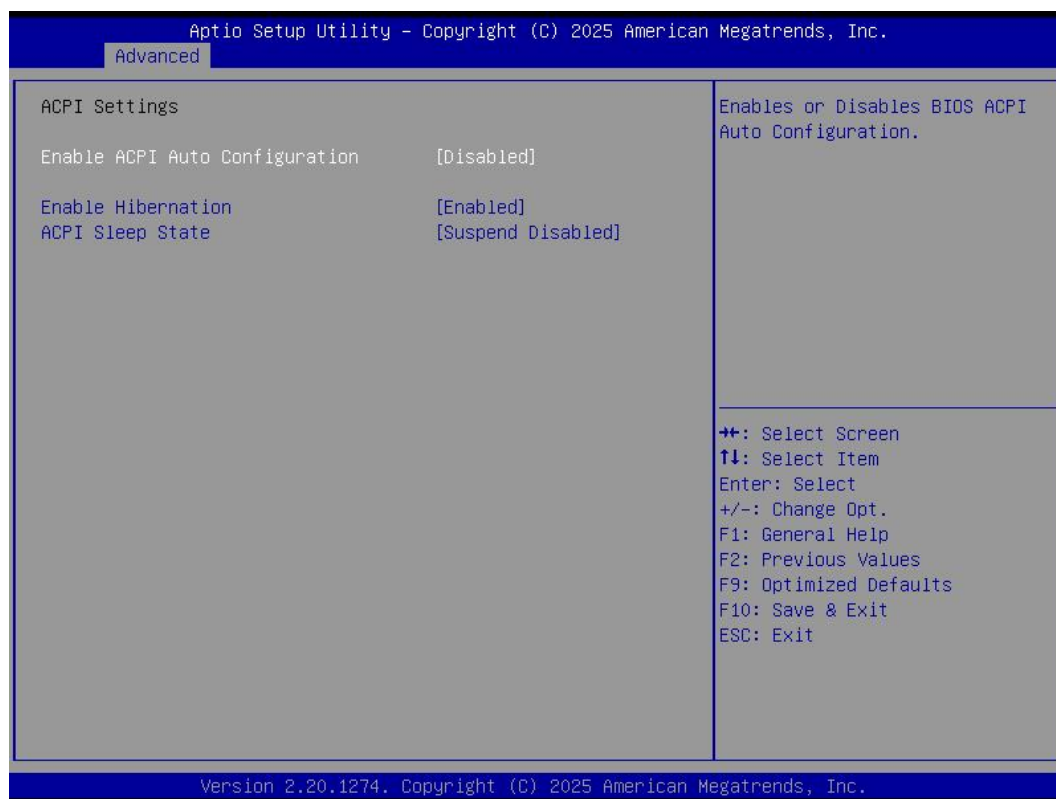 Aptio Setup Utility – Copyright (C) 2025 American Megatrends, Inc.
Advanced
ACPI Settings
Enable ACPI Auto Configuration [Disabled]
Enable Hibernation [Enabled]
ACPI Sleep State [Suspend Disabled]
Enables or Disables BIOS ACPI
Auto Configuration.
→←: Select Screen
↑↓: Select Item
Enter: Select
+/-: Change Opt.
F1: General Help
F2: Previous Values
F9: Optimized Defaults
F10: Save & Exit
ESC: Exit
Version 2.20.1274. Copyright (C) 2025 American Megatrends, Inc.